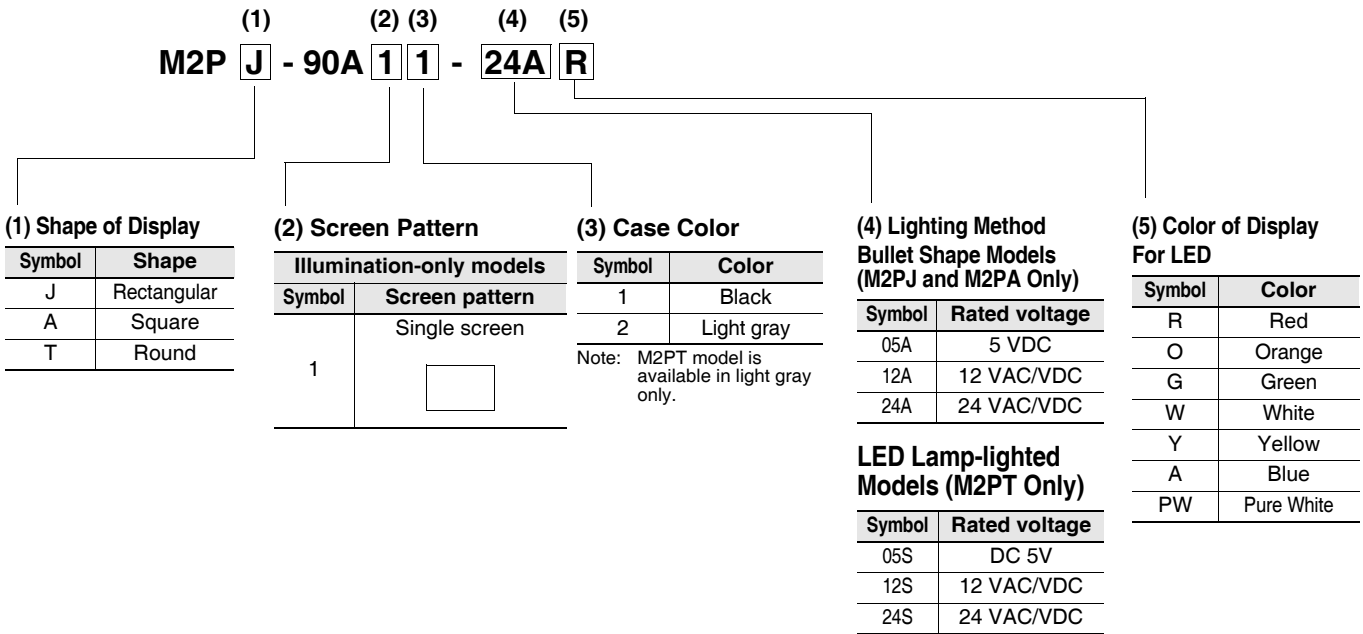 (1) (2) (3) (4) (5)
M2P J - 90A 1 1 - 24A R
(1) Shape of Display
Symbol Shape
J Rectangular
A Square
T Round
(2) Screen Pattern
Illumination-only models
Symbol Screen pattern
1 Single screen
(3) Case Color
Symbol Color
1 Black
2 Light gray
Note: M2PT model is
available in light gray
only.
(4) Lighting Method
Bullet Shape Models
(M2PJ and M2PA Only)
Symbol Rated voltage
05A 5 VDC
12A 12 VAC/VDC
24A 24 VAC/VDC
LED Lamp-lighted
Models (M2PT Only)
Symbol Rated voltage
05S DC 5V
12S 12 VAC/VDC
24S 24 VAC/VDC
(5) Color of Display
For LED
Symbol Color
R Red
O Orange
G Green
W White
Y Yellow
A Blue
PW Pure White